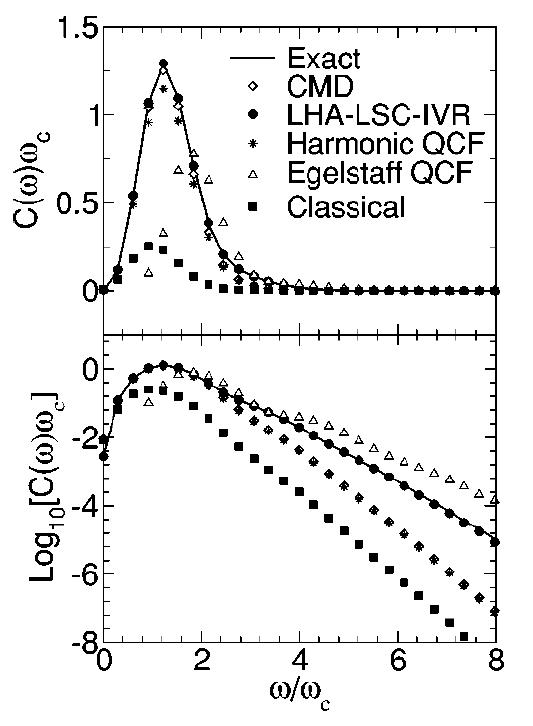 1.5
1
0.5
0
C(ω)ω_c
Exact
CMD
LHA-LSC-IVR
Harmonic QCF
Egelstaff QCF
Classical
0
-2
-4
-6
-8
Log₁₀[C(ω)ω_c]
0 2 4 6 8
ω/ω_c